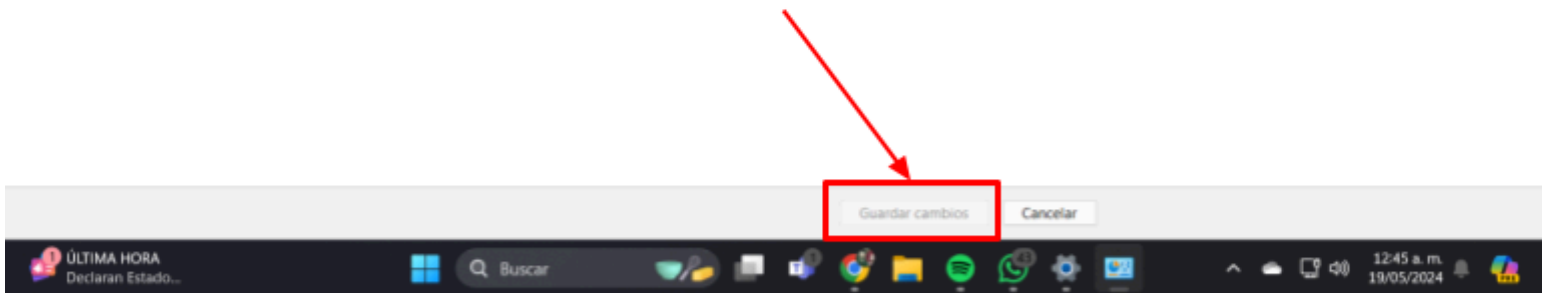 Guardar cambios
Cancelar
ÚLTIMA HORA
Declaran Estado...
Buscar
12:45 a. m.
19/05/2024